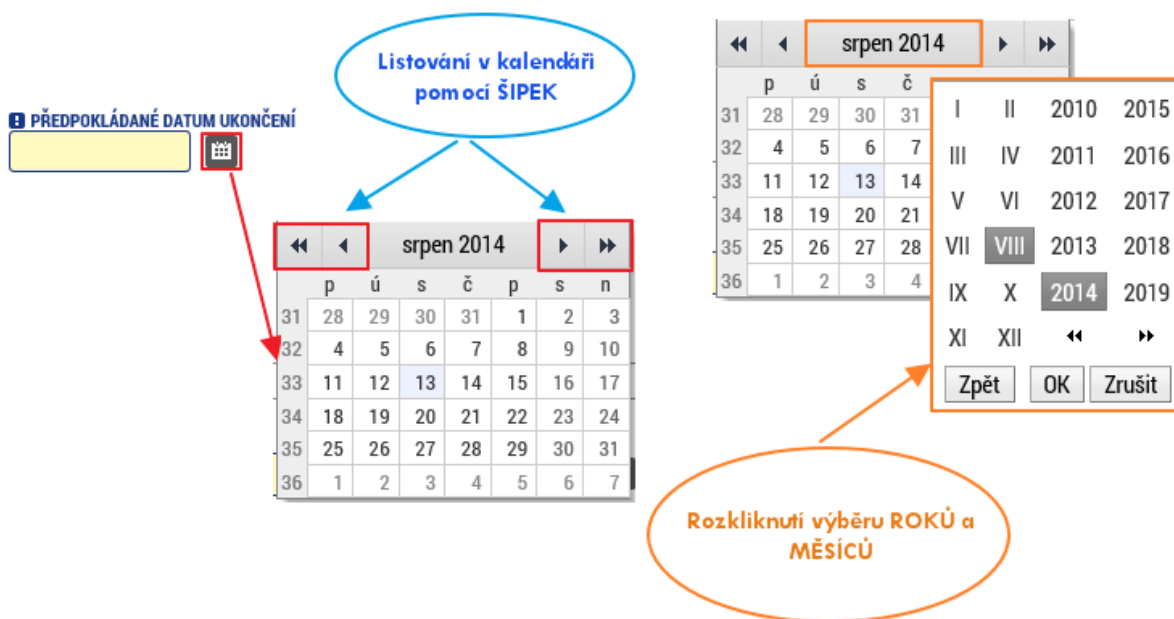 Listování v kalendáři
pomocí ŠIPEK
PŘEDPOKLÁDANÉ DATUM UKONČENÍ
srpen 2014
p ú s č p s n
31 28 29 30 31 1 2 3
32 4 5 6 7 8 9 10
33 11 12 13 14 15 16 17
34 18 19 20 21 22 23 24
35 25 26 27 28 29 30 31
36 1 2 3 4 5 6 7
srpen 2014
p ú s č
31 28 29 30 31
32 4 5 6 7
33 11 12 13 14
34 18 19 20 21
35 25 26 27 28
36 1 2 3 4
I II 2010 2015
III IV 2011 2016
V VI 2012 2017
VII VIII 2013 2018
IX X 2014 2019
XI XII
Zpět OK Zrušit
Rozkliknutí výběru ROKŮ a
MĚSÍCŮ